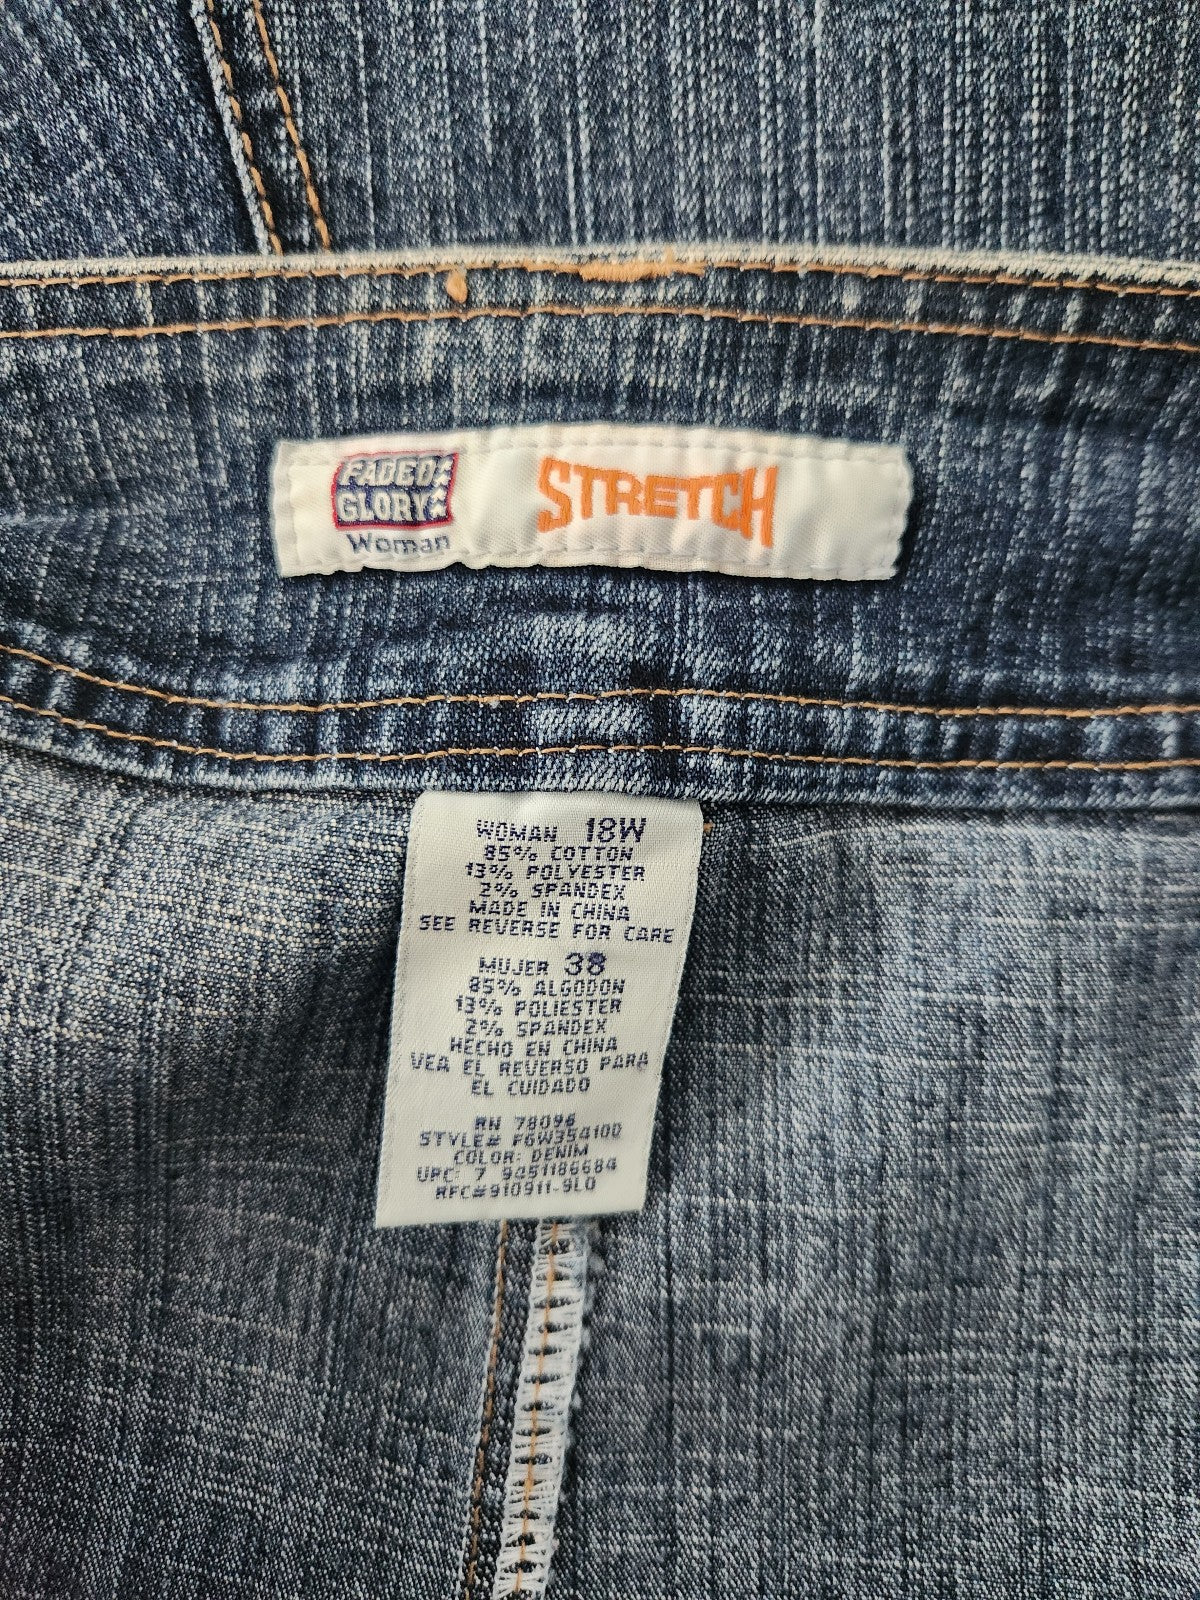 FADED
GLORY
Woman
STRETCH
WOMAN 18W
85% COTTON
13% POLYESTER
2% SPANDEX
MADE IN CHINA
SEE REVERSE FOR CARE
MUJER 38
85% ALGODON
13% POLIESTER
2% SPANDEX
HECHO EN CHINA
VEA EL REVERSO PARA
EL CUIDADO
RN 78096
STYLE# F6W354100
COLOR: DENIM
UPC: 7 9451186684
RFC#910911-9L0